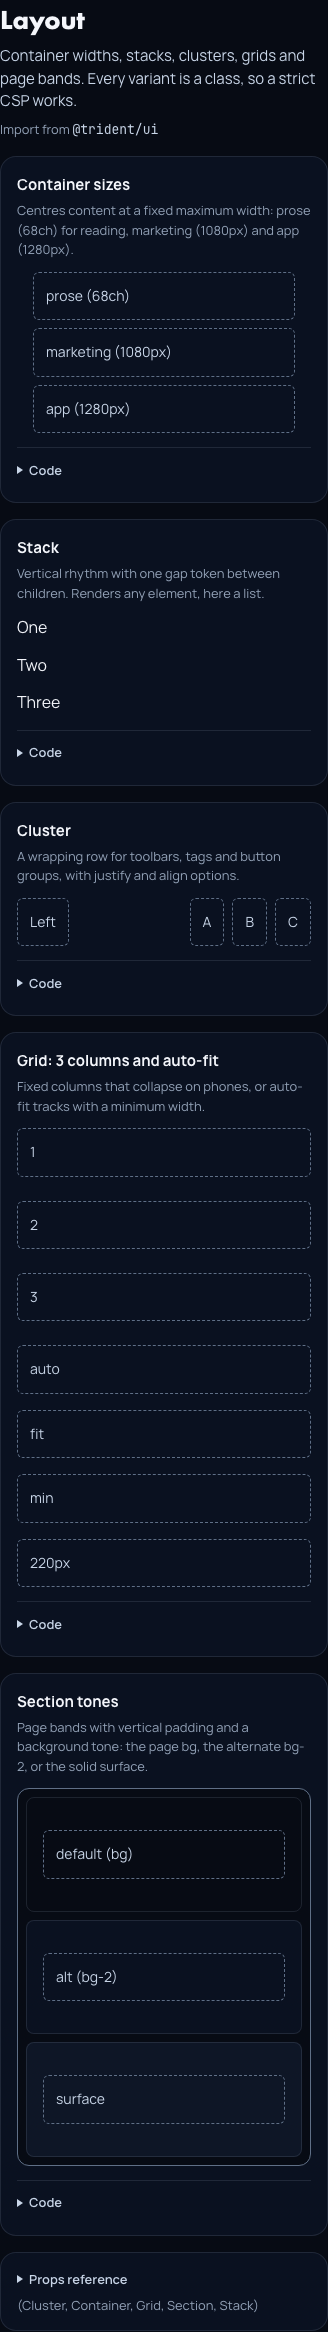 Layout
Container widths, stacks, clusters, grids and
page bands. Every variant is a class, so a strict
CSP works.
Import from @trident/ui
Container sizes
Centres content at a fixed maximum width: prose
(68ch) for reading, marketing (1080px) and app
(1280px).
prose (68ch)
marketing (1080px)
app (1280px)
Code
Stack
Vertical rhythm with one gap token between
children. Renders any element, here a list.
One
Two
Three
Code
Cluster
A wrapping row for toolbars, tags and button
groups, with justify and align options.
Left A B C
Code
Grid: 3 columns and auto-fit
Fixed columns that collapse on phones, or auto-
fit tracks with a minimum width.
1
2
3
auto
fit
min
220px
Code
Section tones
Page bands with vertical padding and a
background tone: the page bg, the alternate bg-
2, or the solid surface.
default (bg)
alt (bg-2)
surface
Code
Props reference
(Cluster, Container, Grid, Section, Stack)